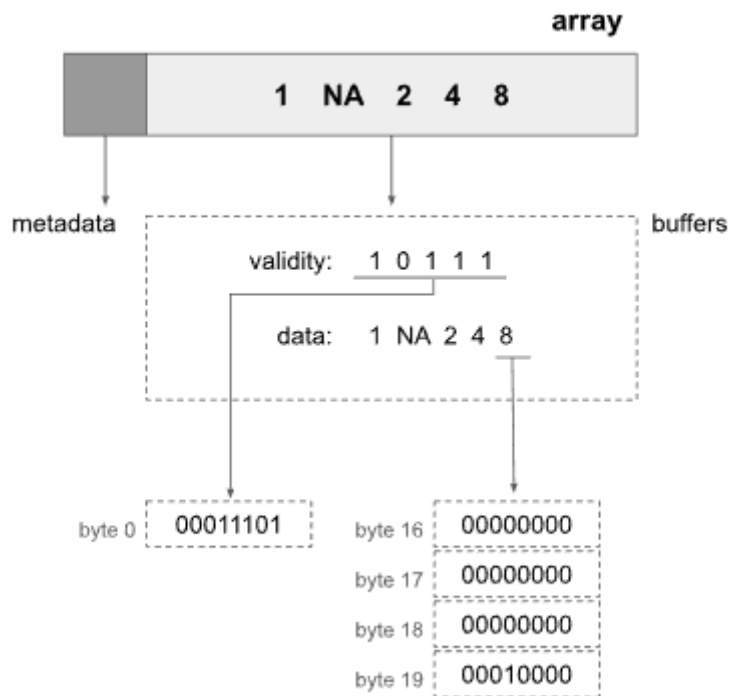 array
1 NA 2 4 8
metadata
buffers
validity: 1 0 1 1 1
data: 1 NA 2 4 8
byte 0 00011101
byte 16 00000000
byte 17 00000000
byte 18 00000000
byte 19 00010000